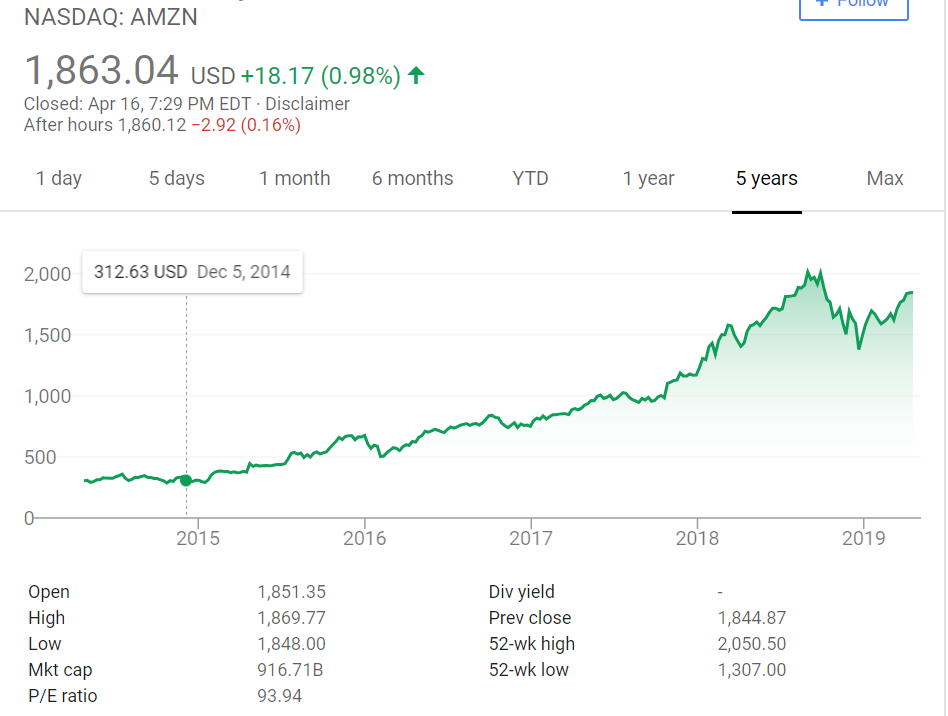 NASDAQ: AMZN
+ Follow
1,863.04 USD +18.17 (0.98%)
Closed: Apr 16, 7:29 PM EDT · Disclaimer
After hours 1,860.12 −2.92 (0.16%)
1 day 5 days 1 month 6 months YTD 1 year 5 years Max
312.63 USD Dec 5, 2014
2,000
1,500
1,000
500
0
2015 2016 2017 2018 2019
Open 1,851.35 Div yield -
High 1,869.77 Prev close 1,844.87
Low 1,848.00 52-wk high 2,050.50
Mkt cap 916.71B 52-wk low 1,307.00
P/E ratio 93.94